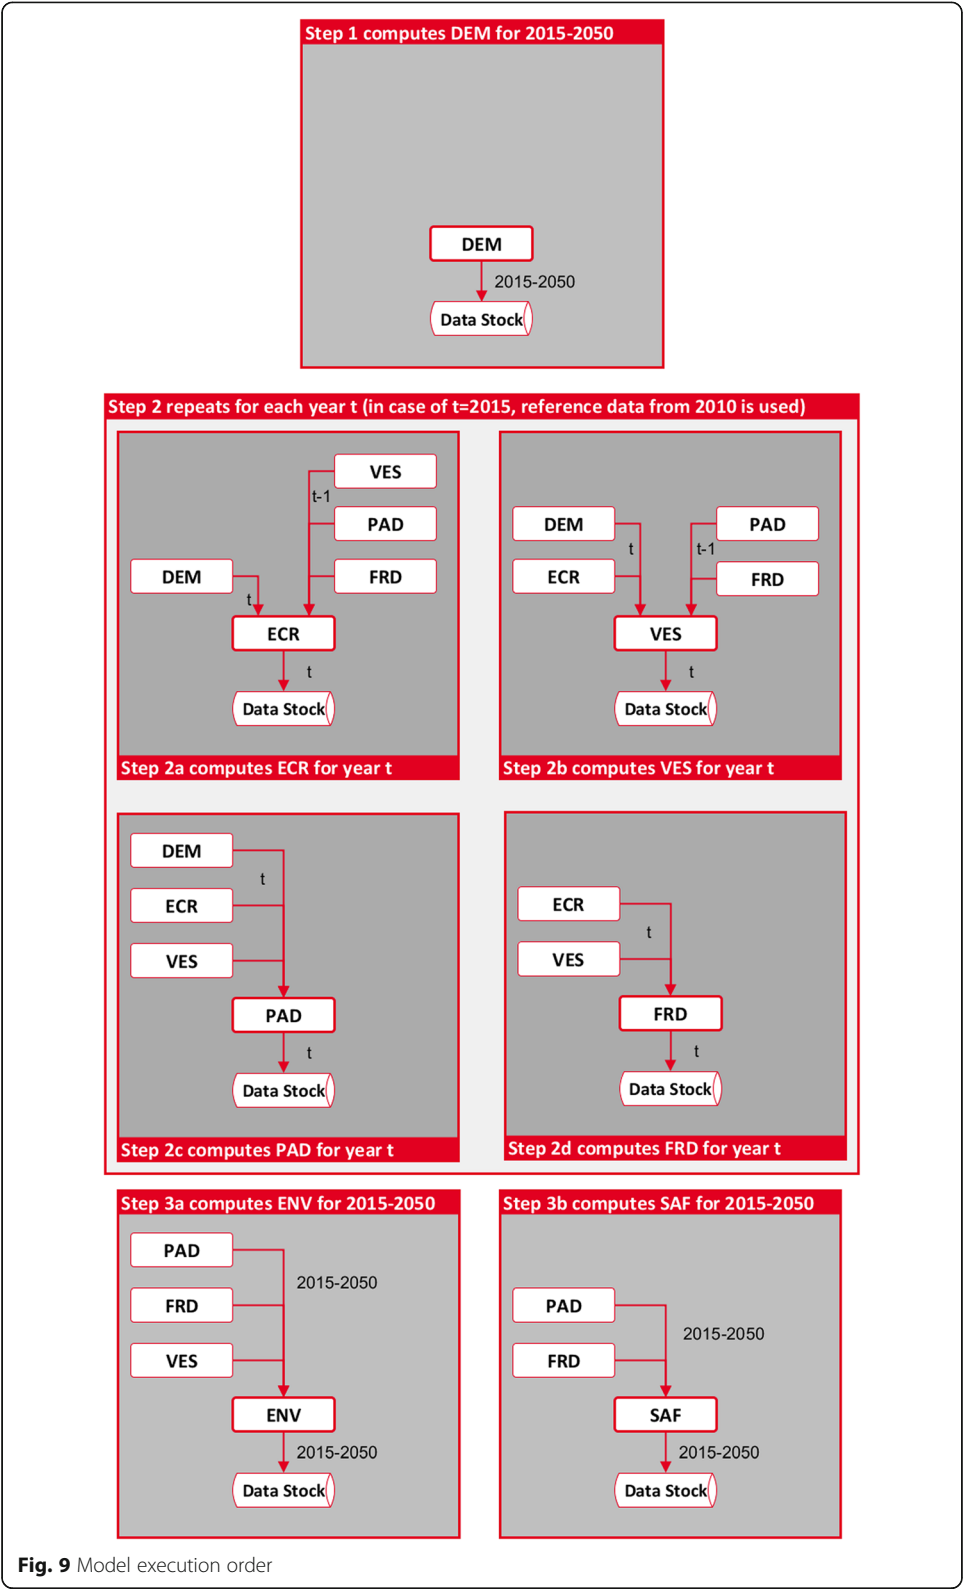 Step 1 computes DEM for 2015-2050
DEM
2015-2050
Data Stock
Step 2 repeats for each year t (in case of t=2015, reference data from 2010 is used)
VES
t-1
PAD
DEM
FRD
t
ECR
t
Data Stock
Step 2a computes ECR for year t
DEM
PAD
t
t-1
ECR
FRD
VES
t
Data Stock
Step 2b computes VES for year t
DEM
t
ECR
VES
PAD
t
Data Stock
Step 2c computes PAD for year t
ECR
t
VES
FRD
t
Data Stock
Step 2d computes FRD for year t
Step 3a computes ENV for 2015-2050
PAD
2015-2050
FRD
VES
ENV
2015-2050
Data Stock
Step 3b computes SAF for 2015-2050
PAD
2015-2050
FRD
SAF
2015-2050
Data Stock
Fig. 9 Model execution order